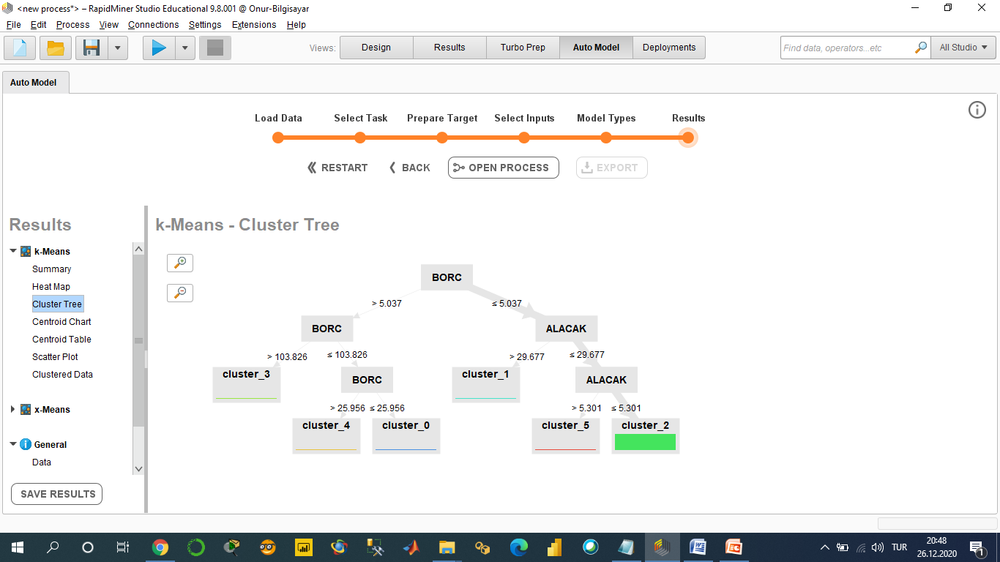 <new process*> – RapidMiner Studio Educational 9.8.001 @ Onur-Bilgisayar
File Edit Process View Connections Settings Extensions Help
Views: Design Results Turbo Prep Auto Model Deployments
Find data, operators...etc
All Studio
Auto Model
Load Data Select Task Prepare Target Select Inputs Model Types Results
RESTART BACK OPEN PROCESS EXPORT
Results
k-Means
Summary
Heat Map
Cluster Tree
Centroid Chart
Centroid Table
Scatter Plot
Clustered Data
x-Means
General
Data
SAVE RESULTS
k-Means - Cluster Tree
BORC
> 5.037 ≤ 5.037
BORC ALACAK
> 103.826 ≤ 103.826 > 29.677 ≤ 29.677
cluster_3 BORC cluster_1 ALACAK
> 25.956 ≤ 25.956 > 5.301 ≤ 5.301
cluster_4 cluster_0 cluster_5 cluster_2
TUR
20:48
26.12.2020
1